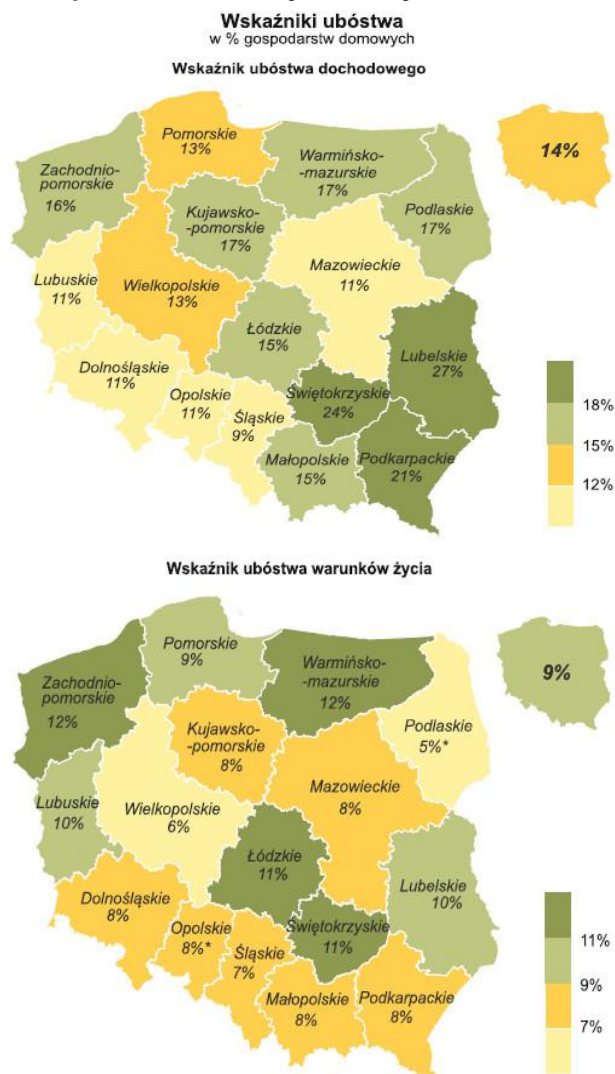 Wskaźniki ubóstwa
w % gospodarstw domowych
Wskaźnik ubóstwa dochodowego
Pomorskie
13%
14%
Zachodnio-
pomorskie
16%
Warmińsko-
-mazurskie
17%
Kujawsko-
-pomorskie
17%
Podlaskie
17%
Lubuskie
11%
Wielkopolskie
13%
Mazowieckie
11%
Łódzkie
15%
Lubelskie
27%
Dolnośląskie
11%
Opolskie
11%
Śląskie
9%
Świętokrzyskie
24%
Małopolskie
15%
Podkarpackie
21%
18%
15%
12%
Wskaźnik ubóstwa warunków życia
Pomorskie
9%
9%
Zachodnio-
pomorskie
12%
Warmińsko-
-mazurskie
12%
Kujawsko-
-pomorskie
8%
Podlaskie
5%*
Lubuskie
10%
Wielkopolskie
6%
Mazowieckie
8%
Łódzkie
11%
Lubelskie
10%
Dolnośląskie
8%
Opolskie
8%*
Śląskie
7%
Świętokrzyskie
11%
Małopolskie
8%
Podkarpackie
8%
11%
9%
7%